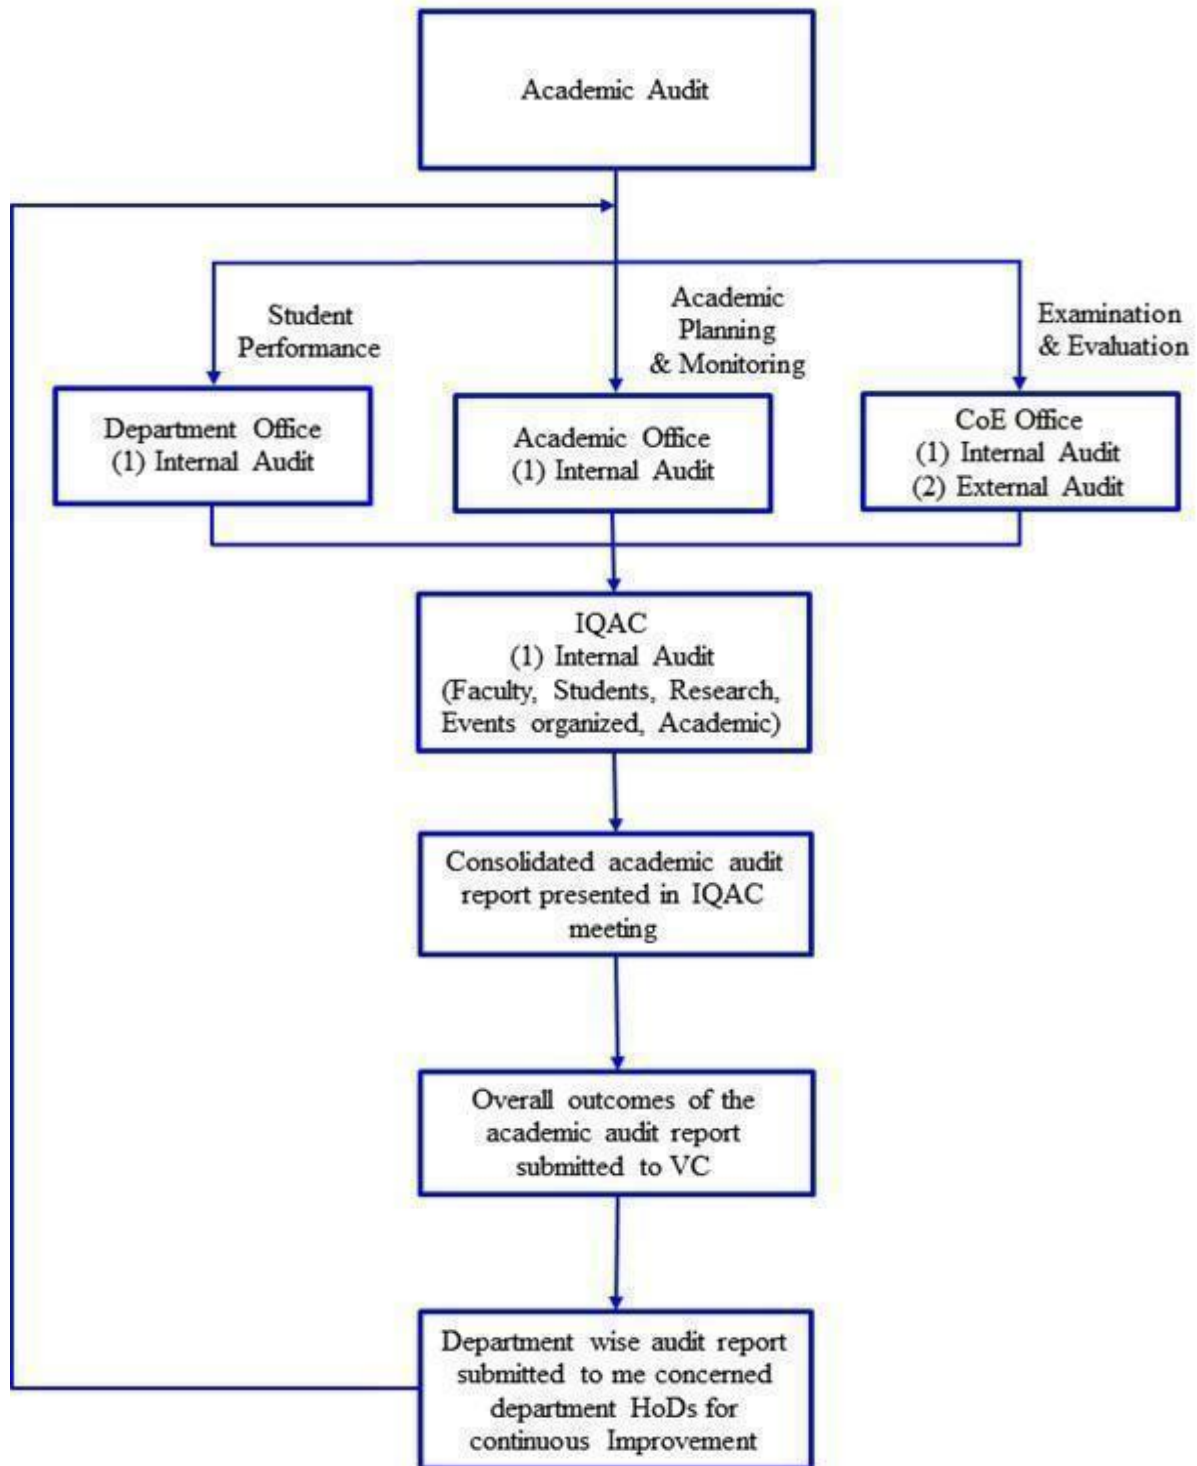 Academic Audit
Student
Performance
Academic
Planning
& Monitoring
Examination
& Evaluation
Department Office
(1) Internal Audit
Academic Office
(1) Internal Audit
CoE Office
(1) Internal Audit
(2) External Audit
IQAC
(1) Internal Audit
(Faculty, Students, Research,
Events organized, Academic)
Consolidated academic audit
report presented in IQAC
meeting
Overall outcomes of the
academic audit report
submitted to VC
Department wise audit report
submitted to me concerned
department HoDs for
continuous Improvement